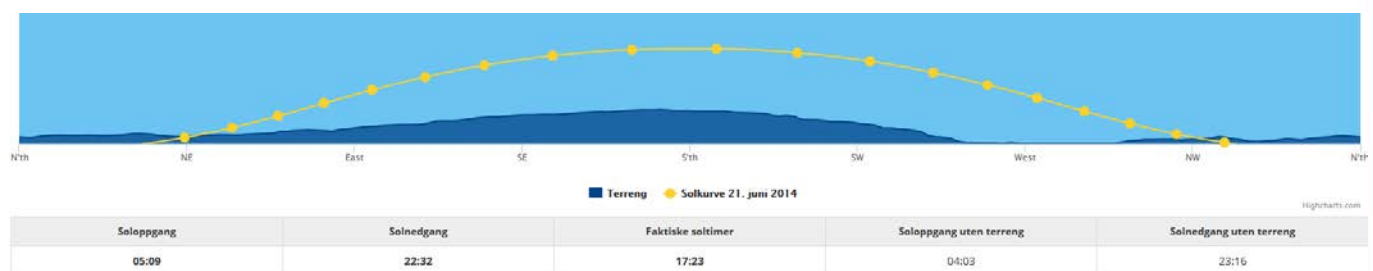 N'th NE East SE S'th SW West NW N'th
Terreng Solkurve 21. juni 2014
Highcharts.com
Soloppgang Solnedgang Faktiske soltimer Soloppgang uten terreng Solnedgang uten terreng
05:09 22:32 17:23 04:03 23:16